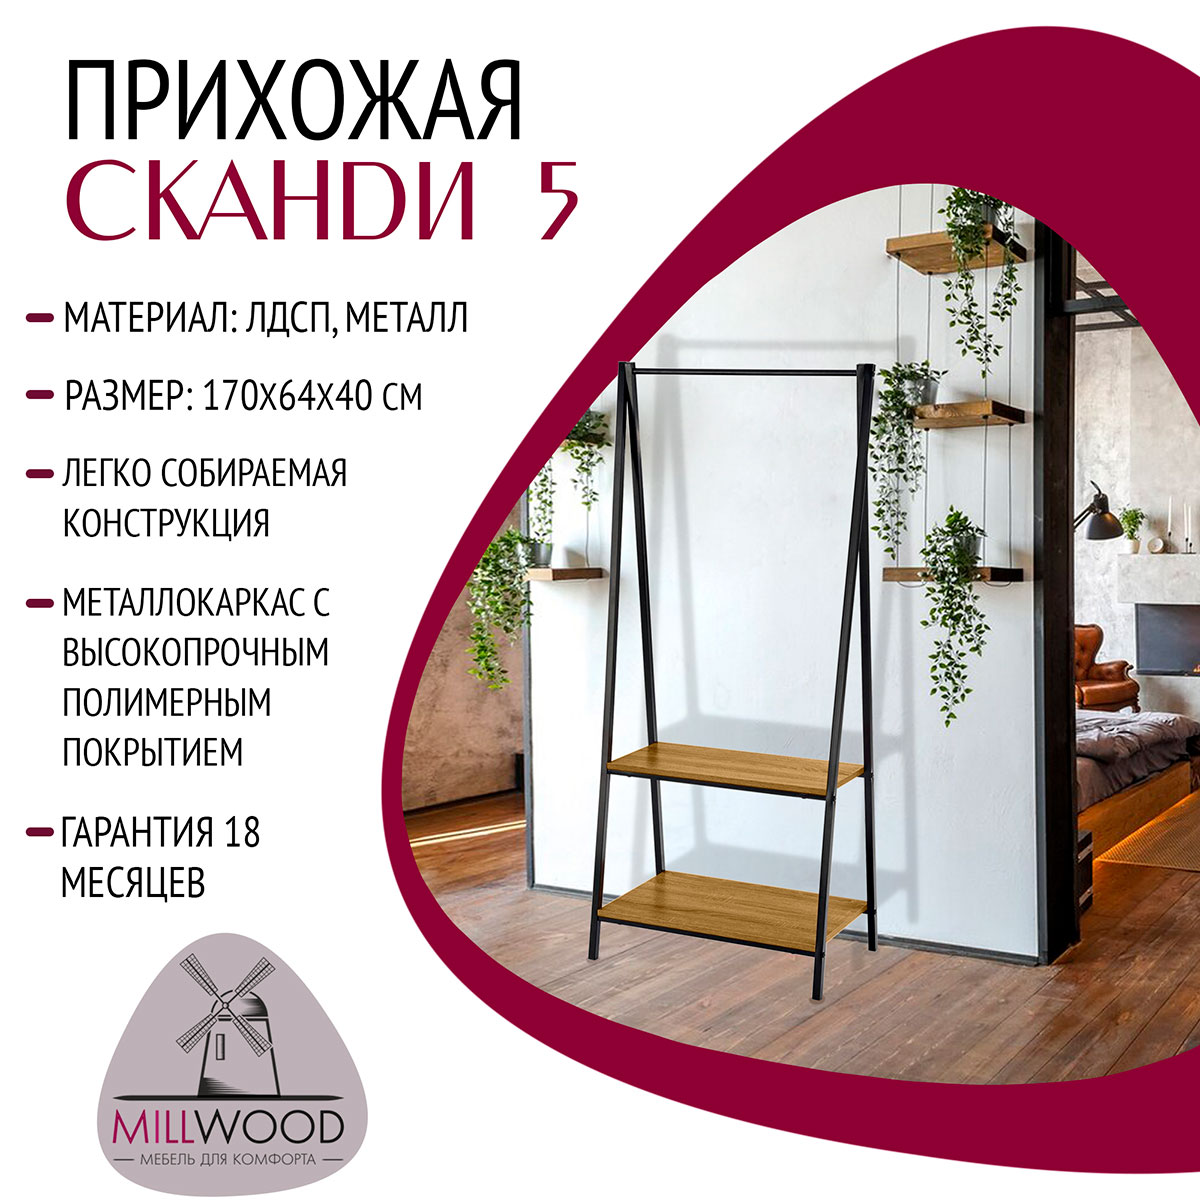 ПРИХОЖАЯ
СКАНДИ 5
МАТЕРИАЛ: ЛДСП, МЕТАЛЛ
РАЗМЕР: 170Х64Х40 СМ
ЛЕГКО СОБИРАЕМАЯ
КОНСТРУКЦИЯ
МЕТАЛЛОКАРКАС С
ВЫСОКОПРОЧНЫМ
ПОЛИМЕРНЫМ
ПОКРЫТИЕМ
ГАРАНТИЯ 18
МЕСЯЦЕВ
MILLWOOD
МЕБЕЛЬ ДЛЯ КОМФОРТА